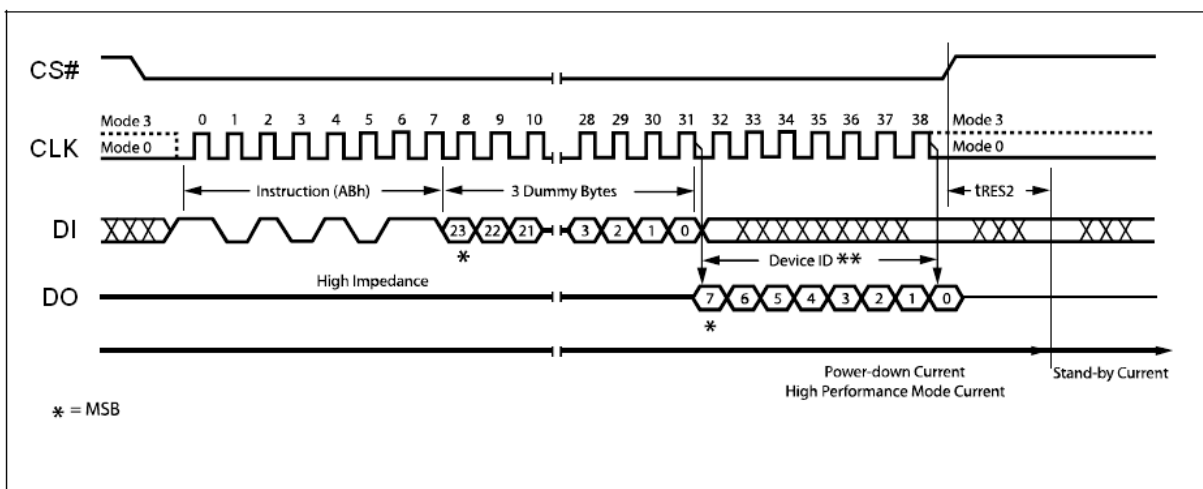 CS#
Mode 3 0 1 2 3 4 5 6 7 8 9 10 28 29 30 31 32 33 34 35 36 37 38 Mode 3
CLK Mode 0 Mode 0
Instruction (ABh) 3 Dummy Bytes tRES2
DI 23 22 21 3 2 1 0
* Device ID **
High Impedance
DO 7 6 5 4 3 2 1 0
*
Power-down Current Stand-by Current
High Performance Mode Current
* = MSB